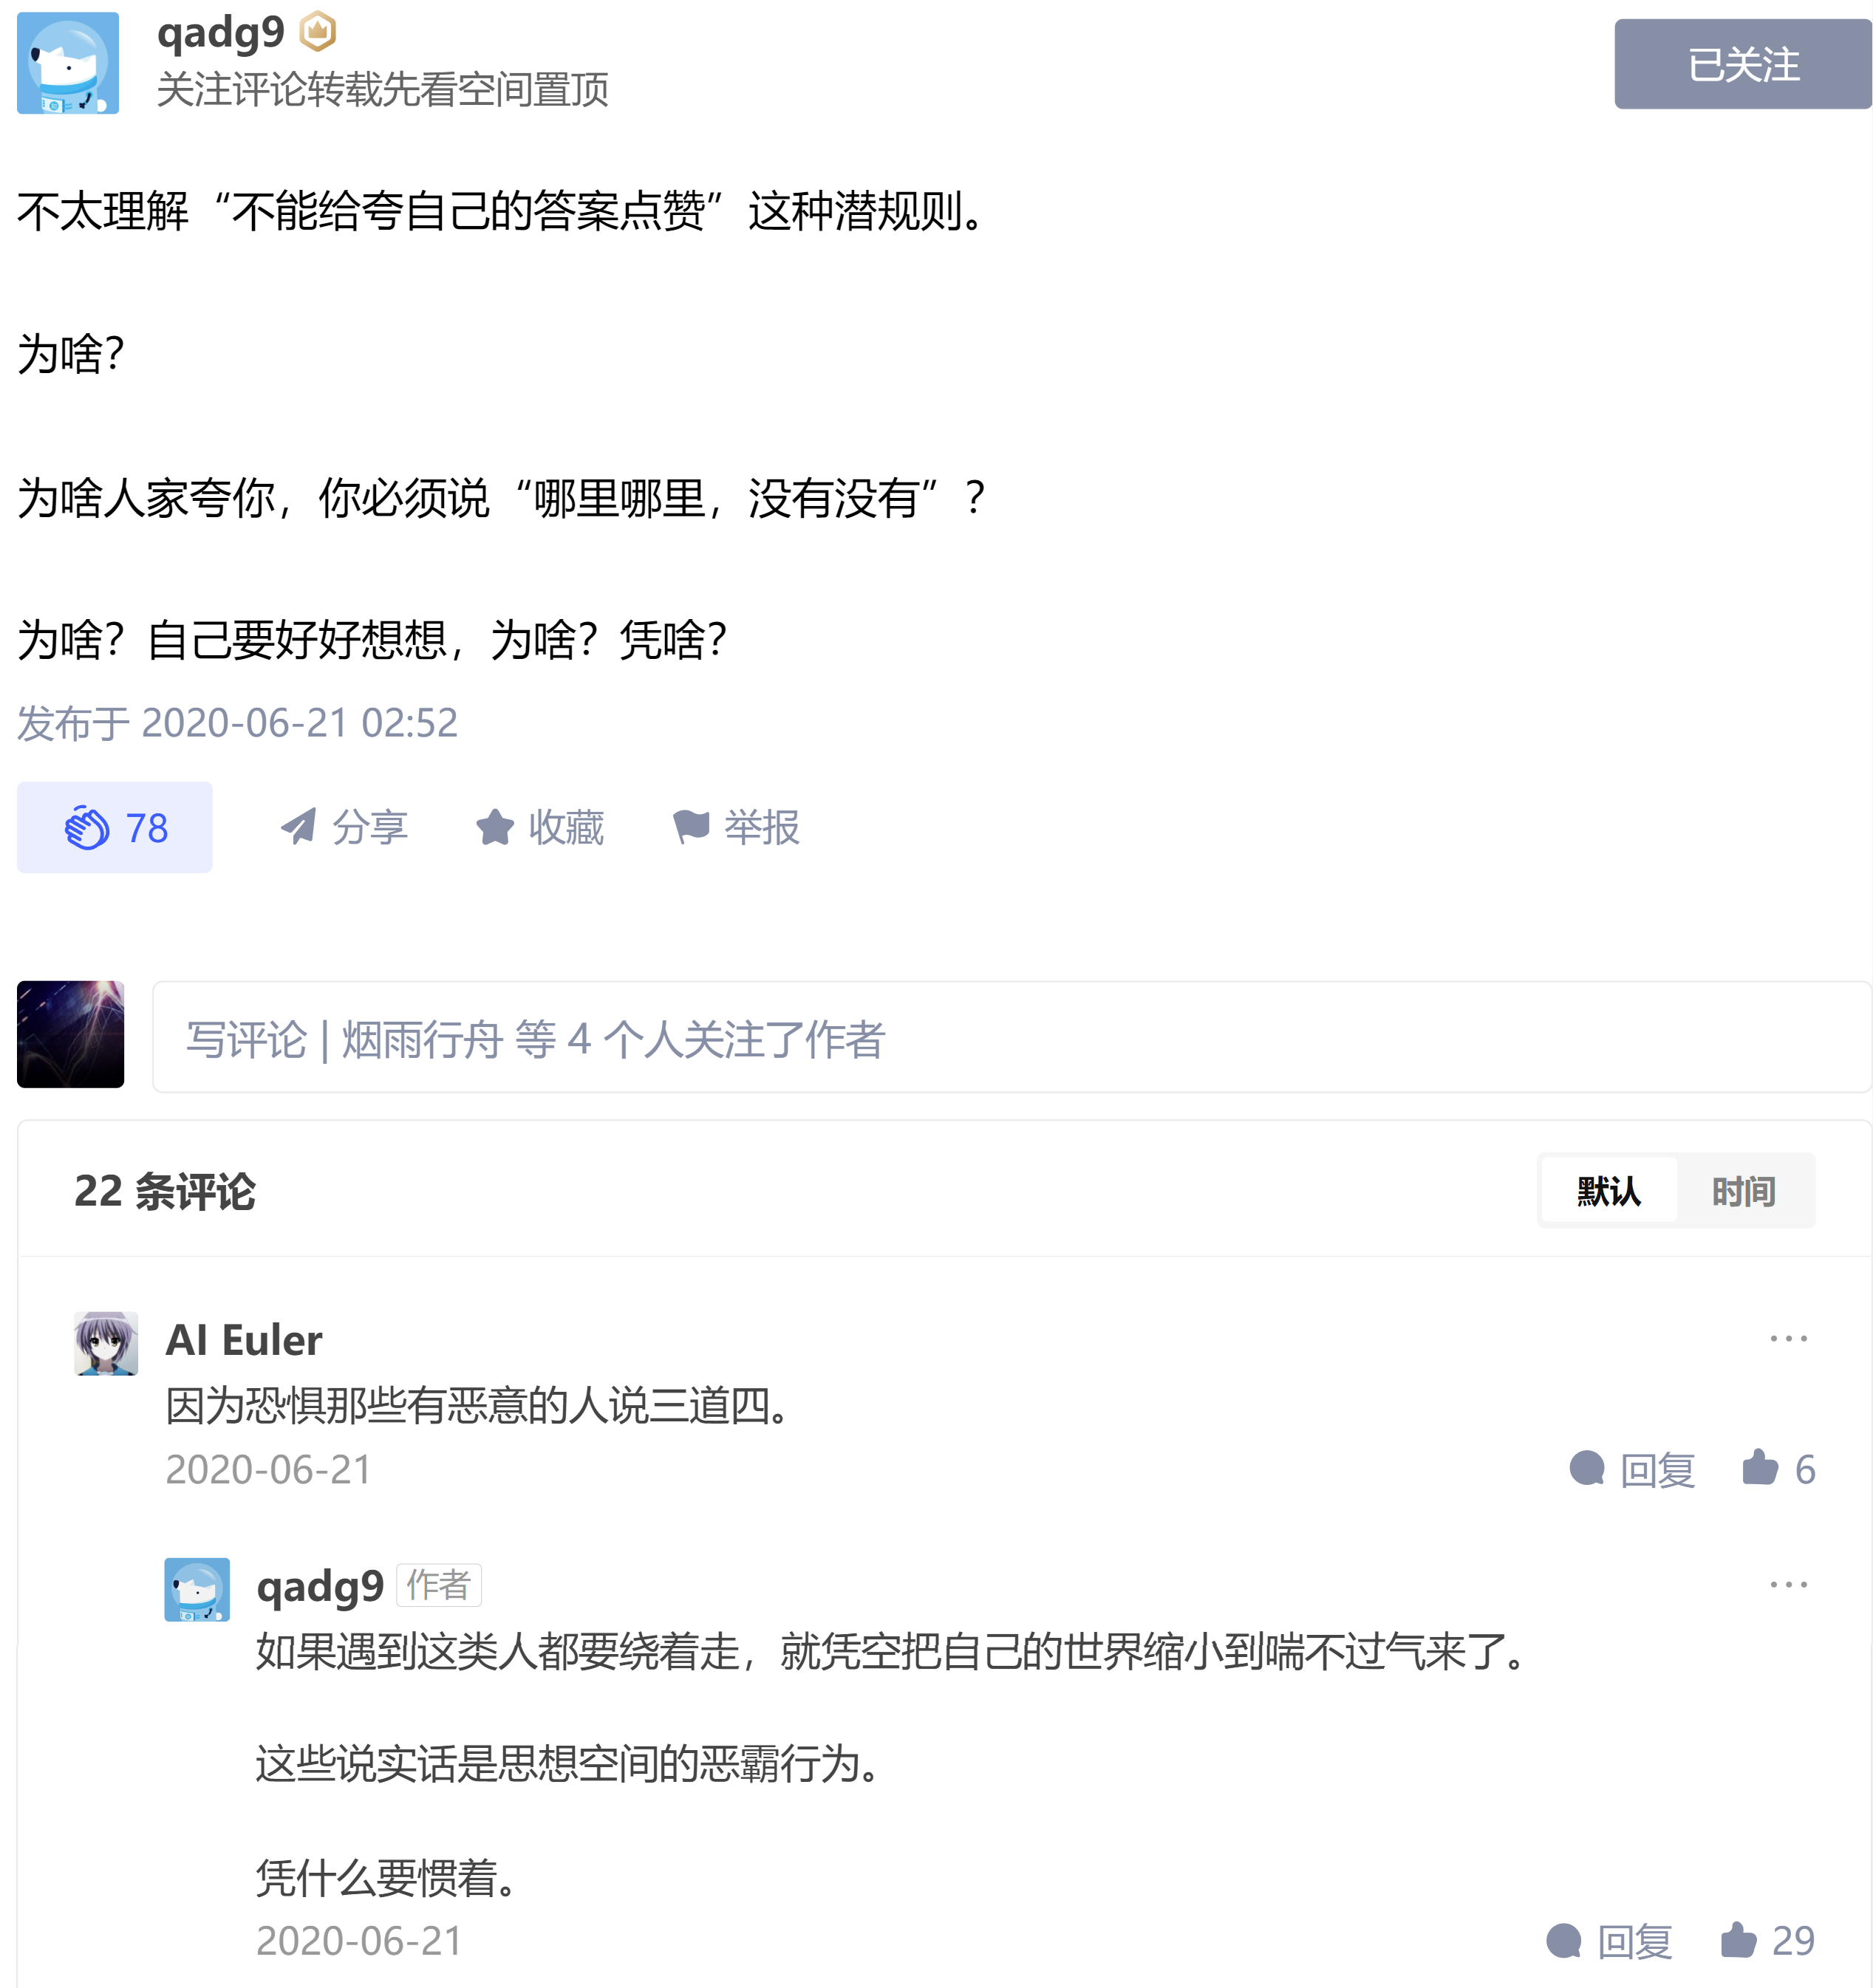 qadg9
关注评论转载先看空间置顶
已关注
不太理解“不能给夸自己的答案点赞”这种潜规则。
为啥？
为啥人家夸你，你必须说“哪里哪里，没有没有”？
为啥？自己要好好想想，为啥？凭啥？
发布于 2020-06-21 02:52
78 分享 收藏 举报
写评论 | 烟雨行舟 等 4 个人关注了作者
22 条评论
默认 时间
AI Euler
因为恐惧那些有恶意的人说三道四。
2020-06-21
回复 6
qadg9 作者
如果遇到这类人都要绕着走，就凭空把自己的世界缩小到喘不过气来了。
这些说实话是思想空间的恶霸行为。
凭什么要惯着。
2020-06-21
回复 29